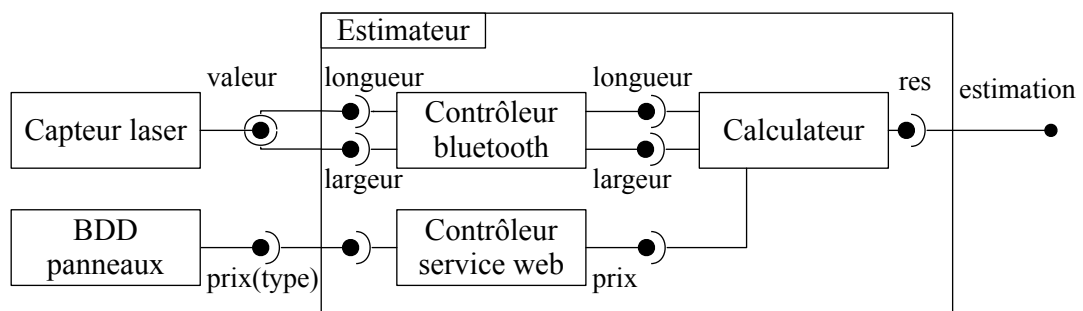 Estimateur
valeur
longueur
longueur
res
estimation
Capteur laser
Contrôleur
bluetooth
Calculateur
largeur
largeur
BDD
panneaux
Contrôleur
service web
prix(type)
prix